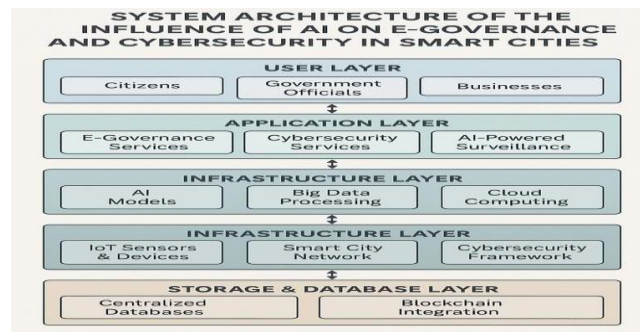 SYSTEM ARCHITECTURE OF THE
INFLUENCE OF AI ON E-GOVERNANCE
AND CYBERSECURITY IN SMART CITIES
USER LAYER
Citizens
Government
Officials
Businesses
APPLICATION LAYER
E-Governance
Services
Cybersecurity
Services
AI-Powered
Surveillance
INFRASTRUCTURE LAYER
AI
Models
Big Data
Processing
Cloud
Computing
INFRASTRUCTURE LAYER
IoT Sensors
& Devices
Smart City
Network
Cybersecurity
Framework
STORAGE & DATABASE LAYER
Centralized
Databases
Blockchain
Integration